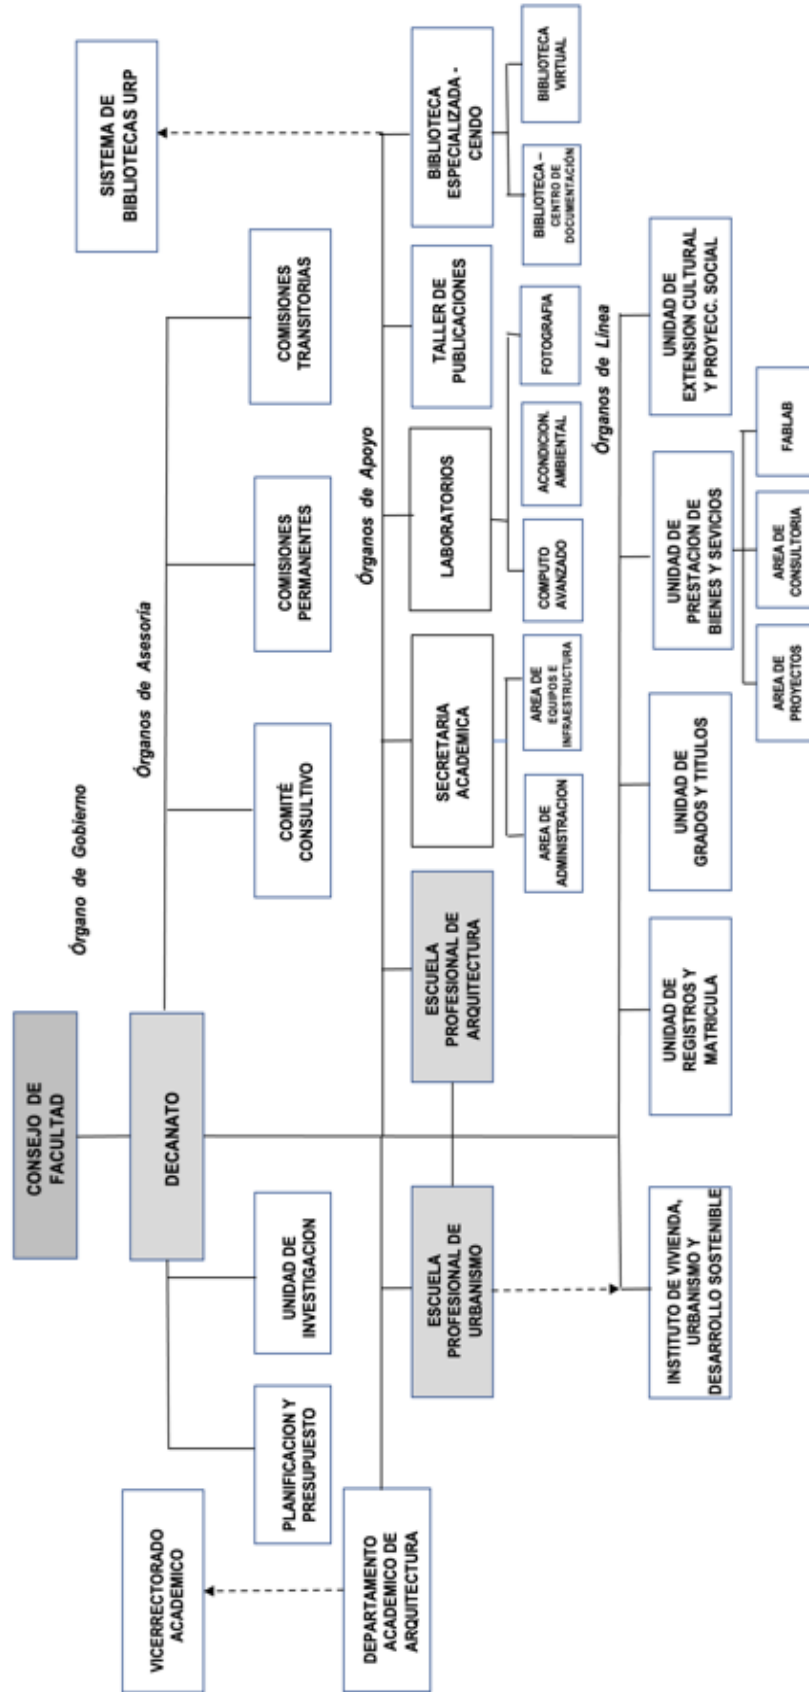 CONSEJO DE
FACULTAD
Órgano de Gobierno
SISTEMA DE
BIBLIOTECAS URP
DECANATO
Órganos de Asesoría
VICERRECTORADO
ACADEMICO
PLANIFICACION Y
PRESUPUESTO
UNIDAD DE
INVESTIGACION
COMITÉ
CONSULTIVO
COMISIONES
PERMANENTES
COMISIONES
TRANSITORIAS
Órganos de Apoyo
DEPARTAMENTO
ACADEMICO DE
ARQUITECTURA
ESCUELA
PROFESIONAL DE
URBANISMO
ESCUELA
PROFESIONAL DE
ARQUITECTURA
SECRETARIA
ACADEMICA
LABORATORIOS
TALLER DE
PUBLICACIONES
BIBLIOTECA
ESPECIALIZADA -
CENDO
AREA DE
ADMINISTRACION
AREA DE
EQUIPOS E
INFRAESTRUCTURA
COMPUTO
AVANZADO
ACONDICION.
AMBIENTAL
FOTOGRAFIA
BIBLIOTECA –
CENTRO DE
DOCUMENTACIÓN
BIBLIOTECA
VIRTUAL
Órganos de Línea
INSTITUTO DE VIVIENDA,
URBANISMO Y
DESARROLLO SOSTENIBLE
UNIDAD DE
REGISTROS Y
MATRICULA
UNIDAD DE
GRADOS Y TITULOS
UNIDAD DE
PRESTACION DE
BIENES Y SEVICIOS
UNIDAD DE
EXTENSION CULTURAL
Y PROYECC. SOCIAL
AREA DE
PROYECTOS
AREA DE
CONSULTORIA
FABLAB